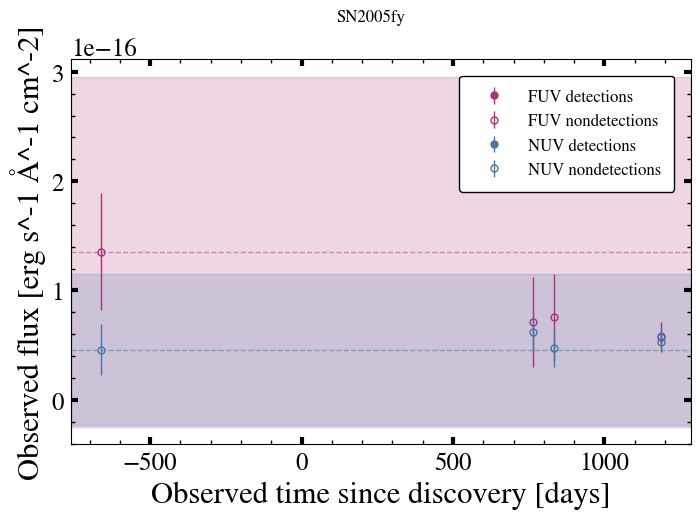 SN2005fy
1e−16
3
2
1
0
Observed flux [erg s^-1 Å^-1 cm^-2]
FUV detections
FUV nondetections
NUV detections
NUV nondetections
−500 0 500 1000
Observed time since discovery [days]